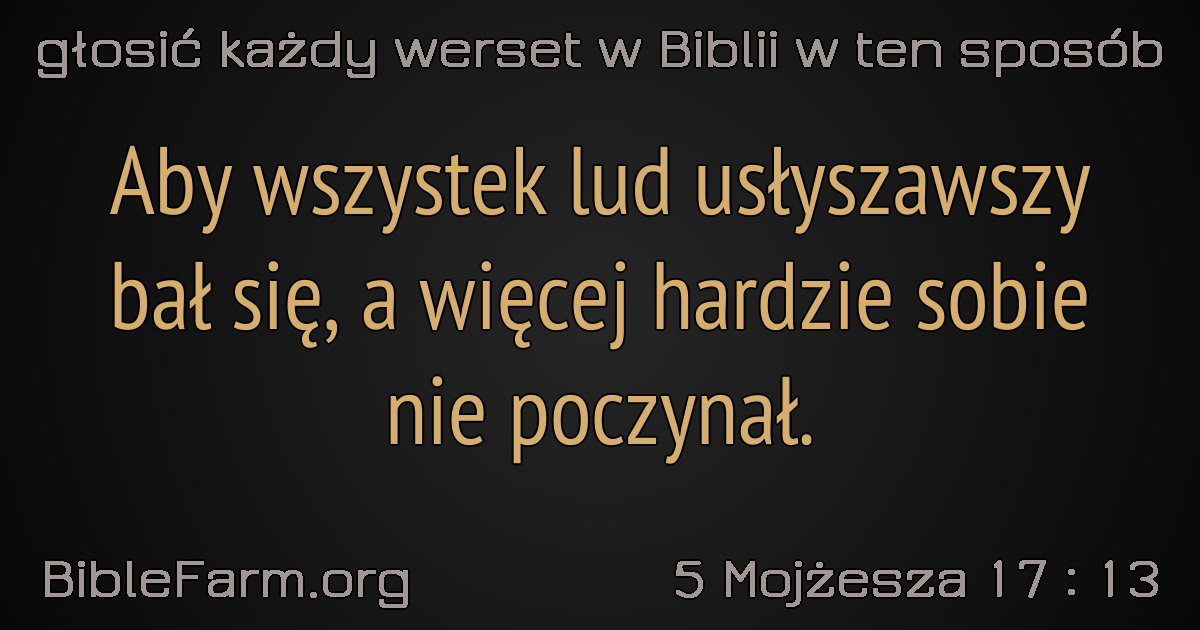 głosić każdy werset w Biblii w ten sposób
Aby wszystek lud usłyszawszy
bał się, a więcej hardzie sobie
nie poczynał.
BibleFarm.org
5 Mojżesza 17 : 13